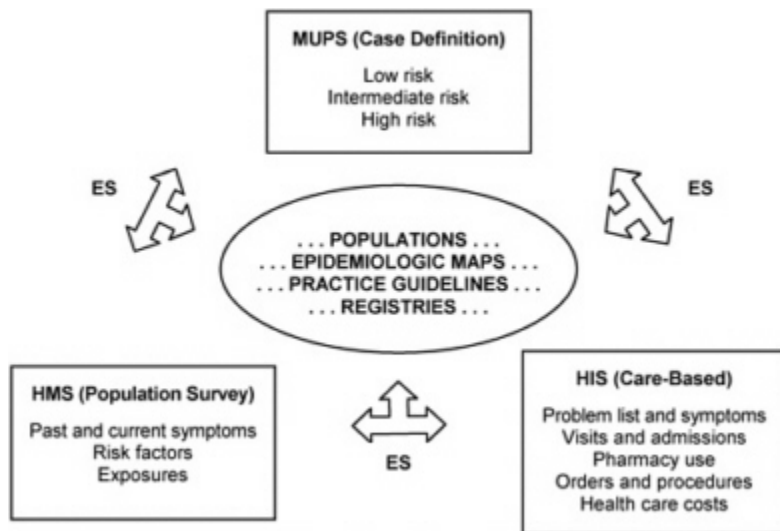 MUPS (Case Definition)
Low risk
Intermediate risk
High risk
ES
ES
. . . POPULATIONS . . .
. . . EPIDEMIOLOGIC MAPS . . .
. . . PRACTICE GUIDELINES . . .
. . . REGISTRIES . . .
HMS (Population Survey)
Past and current symptoms
Risk factors
Exposures
ES
HIS (Care-Based)
Problem list and symptoms
Visits and admissions
Pharmacy use
Orders and procedures
Health care costs